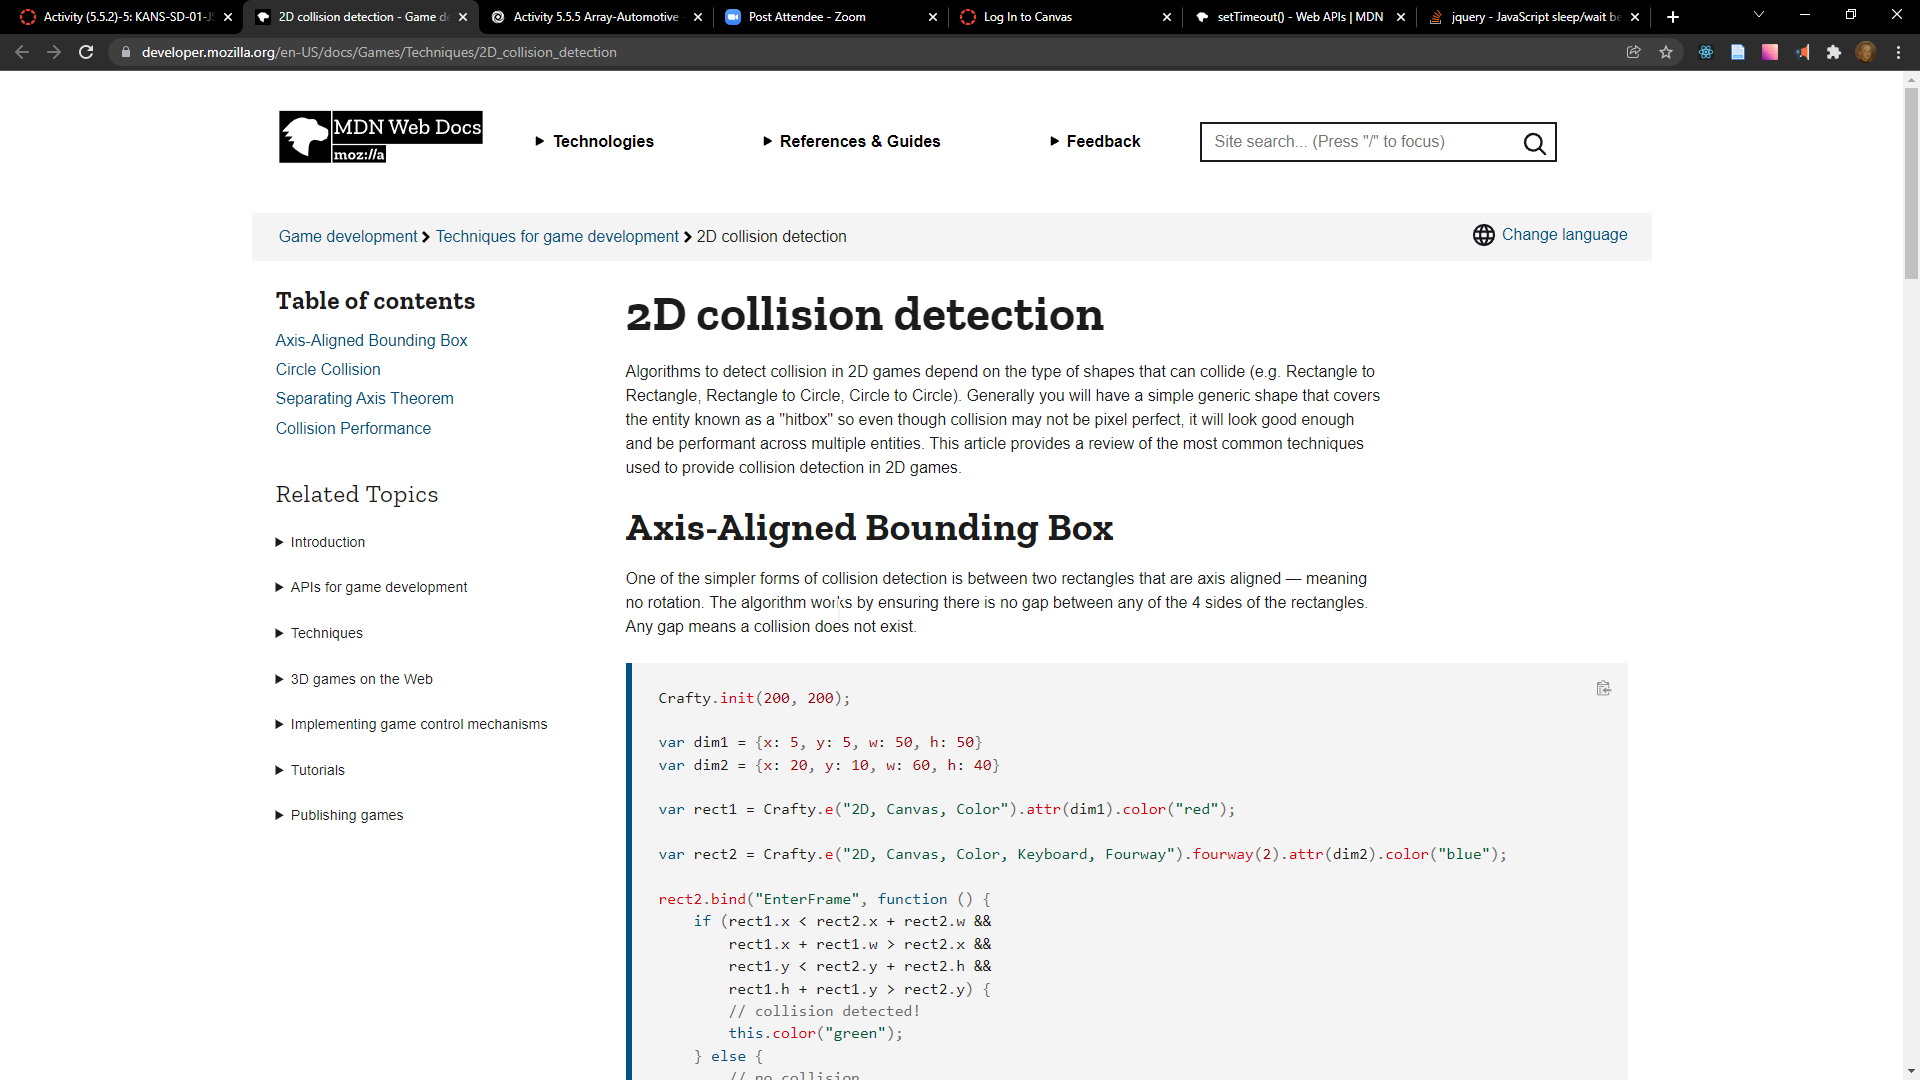 Activity (5.5.2)-5: KANS-SD-01-JS
2D collision detection - Game de
Activity 5.5.5 Array-Automotive -
Post Attendee - Zoom
Log In to Canvas
setTimeout() - Web APIs | MDN
jquery - JavaScript sleep/wait be
developer.mozilla.org/en-US/docs/Games/Techniques/2D_collision_detection
MDN Web Docs
moz://a
Technologies
References & Guides
Feedback
Site search... (Press "/" to focus)
Game development
Techniques for game development
2D collision detection
Change language
Table of contents
Axis-Aligned Bounding Box
Circle Collision
Separating Axis Theorem
Collision Performance
Related Topics
Introduction
APIs for game development
Techniques
3D games on the Web
Implementing game control mechanisms
Tutorials
Publishing games
2D collision detection
Algorithms to detect collision in 2D games depend on the type of shapes that can collide (e.g. Rectangle to
Rectangle, Rectangle to Circle, Circle to Circle). Generally you will have a simple generic shape that covers
the entity known as a "hitbox" so even though collision may not be pixel perfect, it will look good enough
and be performant across multiple entities. This article provides a review of the most common techniques
used to provide collision detection in 2D games.
Axis-Aligned Bounding Box
One of the simpler forms of collision detection is between two rectangles that are axis aligned — meaning
no rotation. The algorithm works by ensuring there is no gap between any of the 4 sides of the rectangles.
Any gap means a collision does not exist.
Crafty.init(200, 200);
var dim1 = {x: 5, y: 5, w: 50, h: 50}
var dim2 = {x: 20, y: 10, w: 60, h: 40}
var rect1 = Crafty.e("2D, Canvas, Color").attr(dim1).color("red");
var rect2 = Crafty.e("2D, Canvas, Color, Keyboard, Fourway").fourway(2).attr(dim2).color("blue");
rect2.bind("EnterFrame", function () {
if (rect1.x < rect2.x + rect2.w &&
rect1.x + rect1.w > rect2.x &&
rect1.y < rect2.y + rect2.h &&
rect1.h + rect1.y > rect2.y) {
// collision detected!
this.color("green");
} else {
// no collision